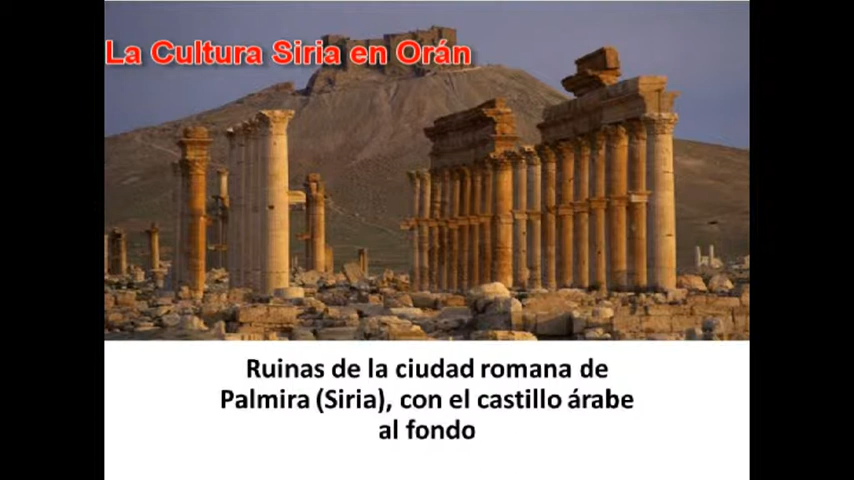 La Cultura Siria en Orán
Ruinas de la ciudad romana de
Palmira (Siria), con el castillo árabe
al fondo